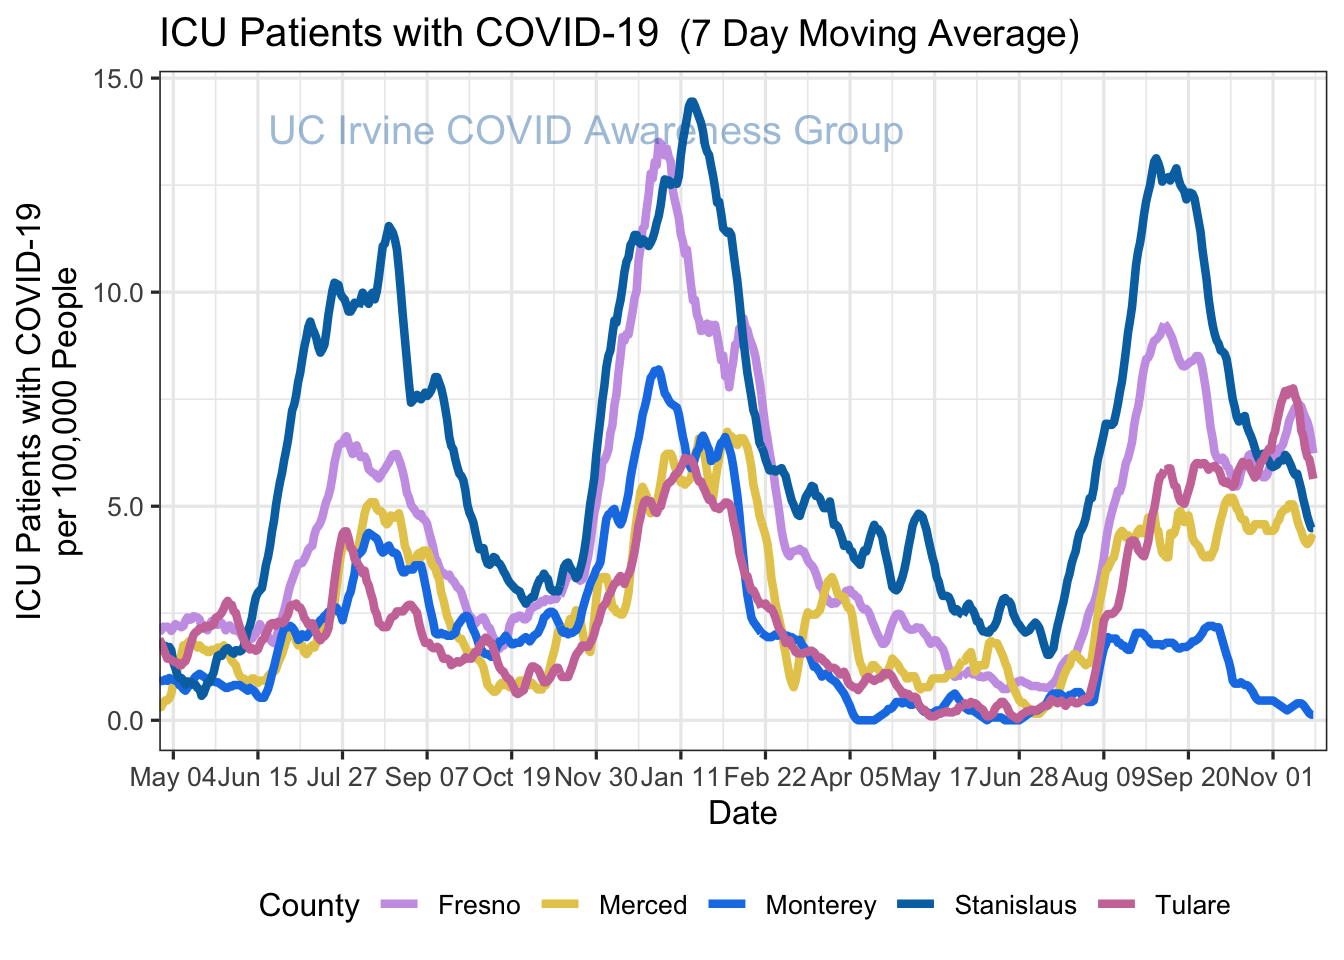 ICU Patients with COVID-19 (7 Day Moving Average)
UC Irvine COVID Awareness Group
ICU Patients with COVID-19
per 100,000 People
15.0
10.0
5.0
0.0
May 04 Jun 15 Jul 27 Sep 07 Oct 19 Nov 30 Jan 11 Feb 22 Apr 05 May 17 Jun 28 Aug 09 Sep 20 Nov 01
Date
County Fresno Merced Monterey Stanislaus Tulare